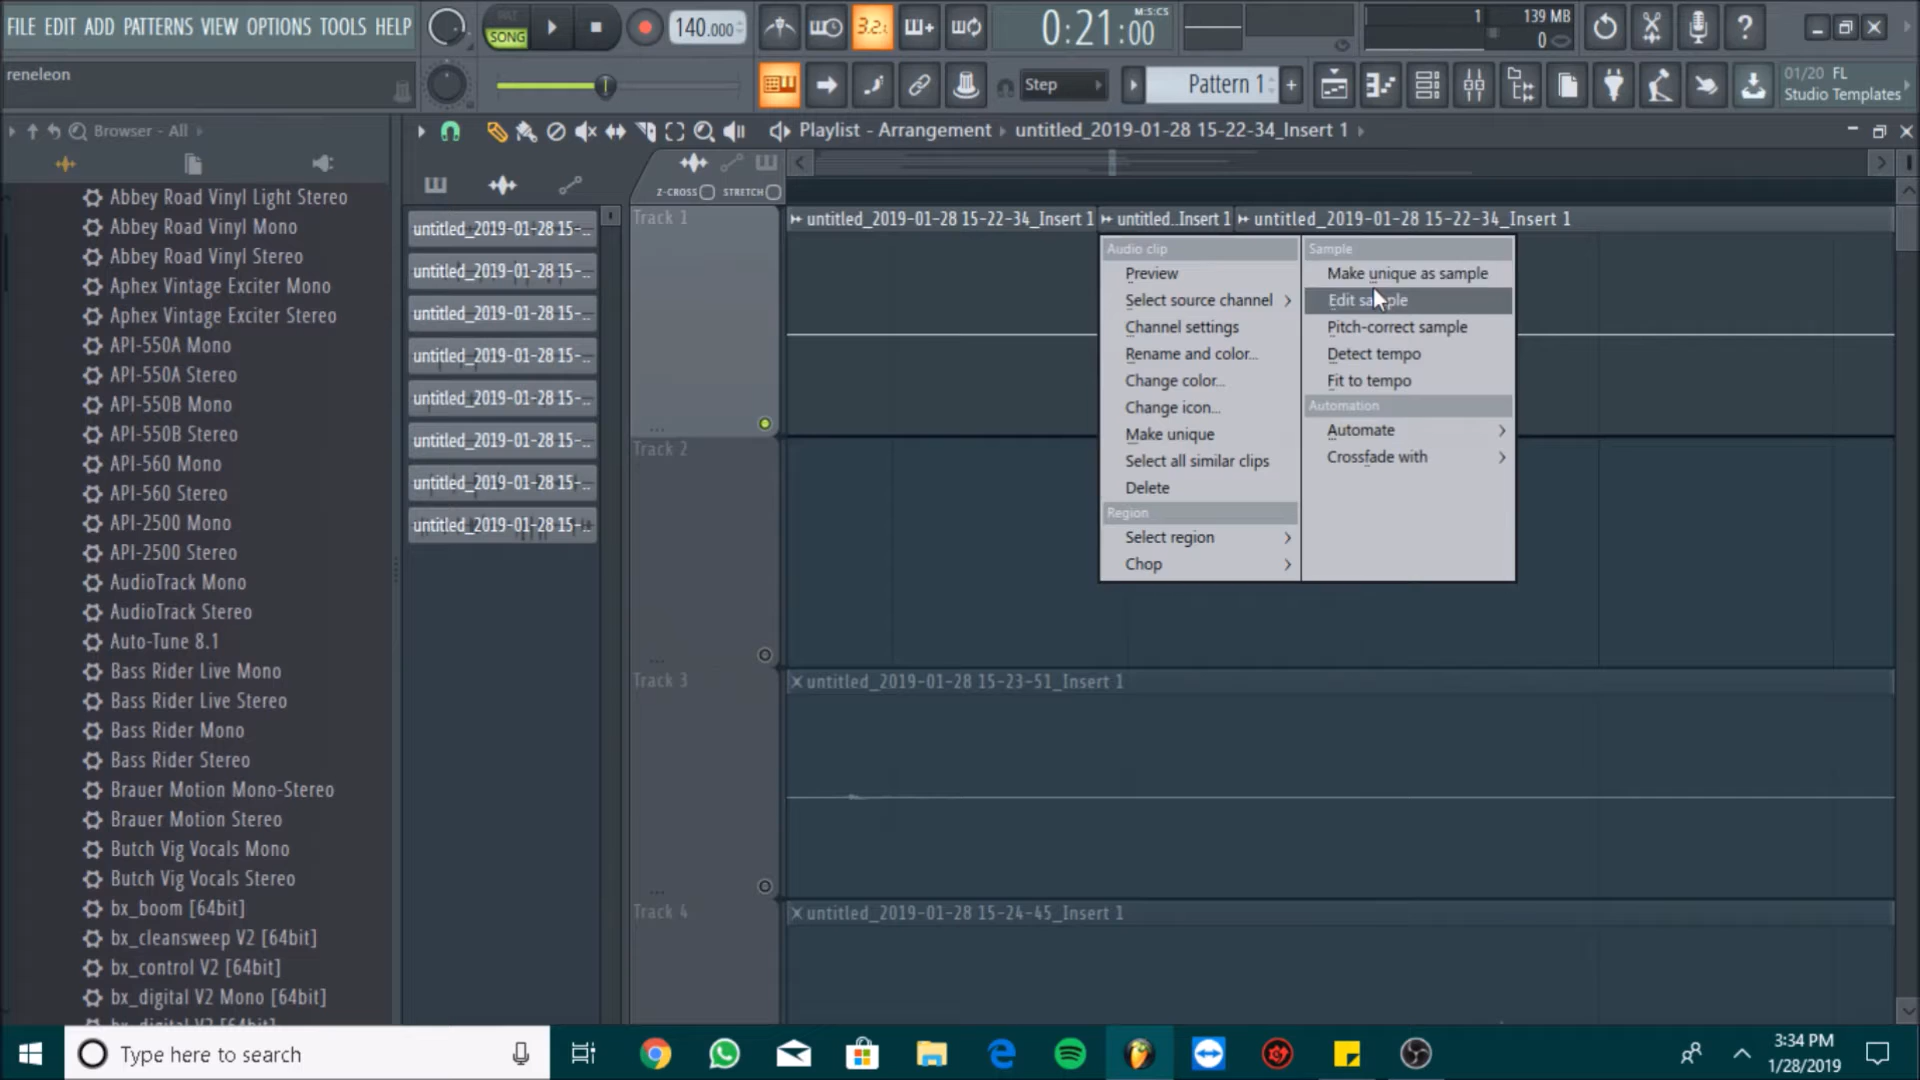 FILE EDIT ADD PATTERNS VIEW OPTIONS TOOLS HELP
PAT
SONG
140.000
3.2.
0:21:00
M:S:CS
1
139 MB
0
reneleon
Step
Pattern 1
01/20 FL
Studio Templates
Browser - All
Playlist - Arrangement
untitled_2019-01-28 15-22-34_Insert 1
Z-CROSS
STRETCH
Abbey Road Vinyl Light Stereo
Abbey Road Vinyl Mono
Abbey Road Vinyl Stereo
Aphex Vintage Exciter Mono
Aphex Vintage Exciter Stereo
API-550A Mono
API-550A Stereo
API-550B Mono
API-550B Stereo
API-560 Mono
API-560 Stereo
API-2500 Mono
API-2500 Stereo
AudioTrack Mono
AudioTrack Stereo
Auto-Tune 8.1
Bass Rider Live Mono
Bass Rider Live Stereo
Bass Rider Mono
Bass Rider Stereo
Brauer Motion Mono-Stereo
Brauer Motion Stereo
Butch Vig Vocals Mono
Butch Vig Vocals Stereo
bx_boom [64bit]
bx_cleansweep V2 [64bit]
bx_control V2 [64bit]
bx_digital V2 Mono [64bit]
bx_digital V2 [64bit]
untitled_2019-01-28 15-..
untitled_2019-01-28 15-..
untitled_2019-01-28 15-..
untitled_2019-01-28 15-..
untitled_2019-01-28 15-..
untitled_2019-01-28 15-..
untitled_2019-01-28 15-..
untitled_2019-01-28 15-..
Track 1
untitled_2019-01-28 15-22-34_Insert 1
untitled..Insert 1
untitled_2019-01-28 15-22-34_Insert 1
Audio clip
Preview
Select source channel
Channel settings
Rename and color...
Change color...
Change icon...
Make unique
Select all similar clips
Delete
Region
Select region
Chop
Sample
Make unique as sample
Edit sample
Pitch-correct sample
Detect tempo
Fit to tempo
Automation
Automate
Crossfade with
Track 2
Track 3
untitled_2019-01-28 15-23-51_Insert 1
Track 4
untitled_2019-01-28 15-24-45_Insert 1
Type here to search
3:34 PM
1/28/2019